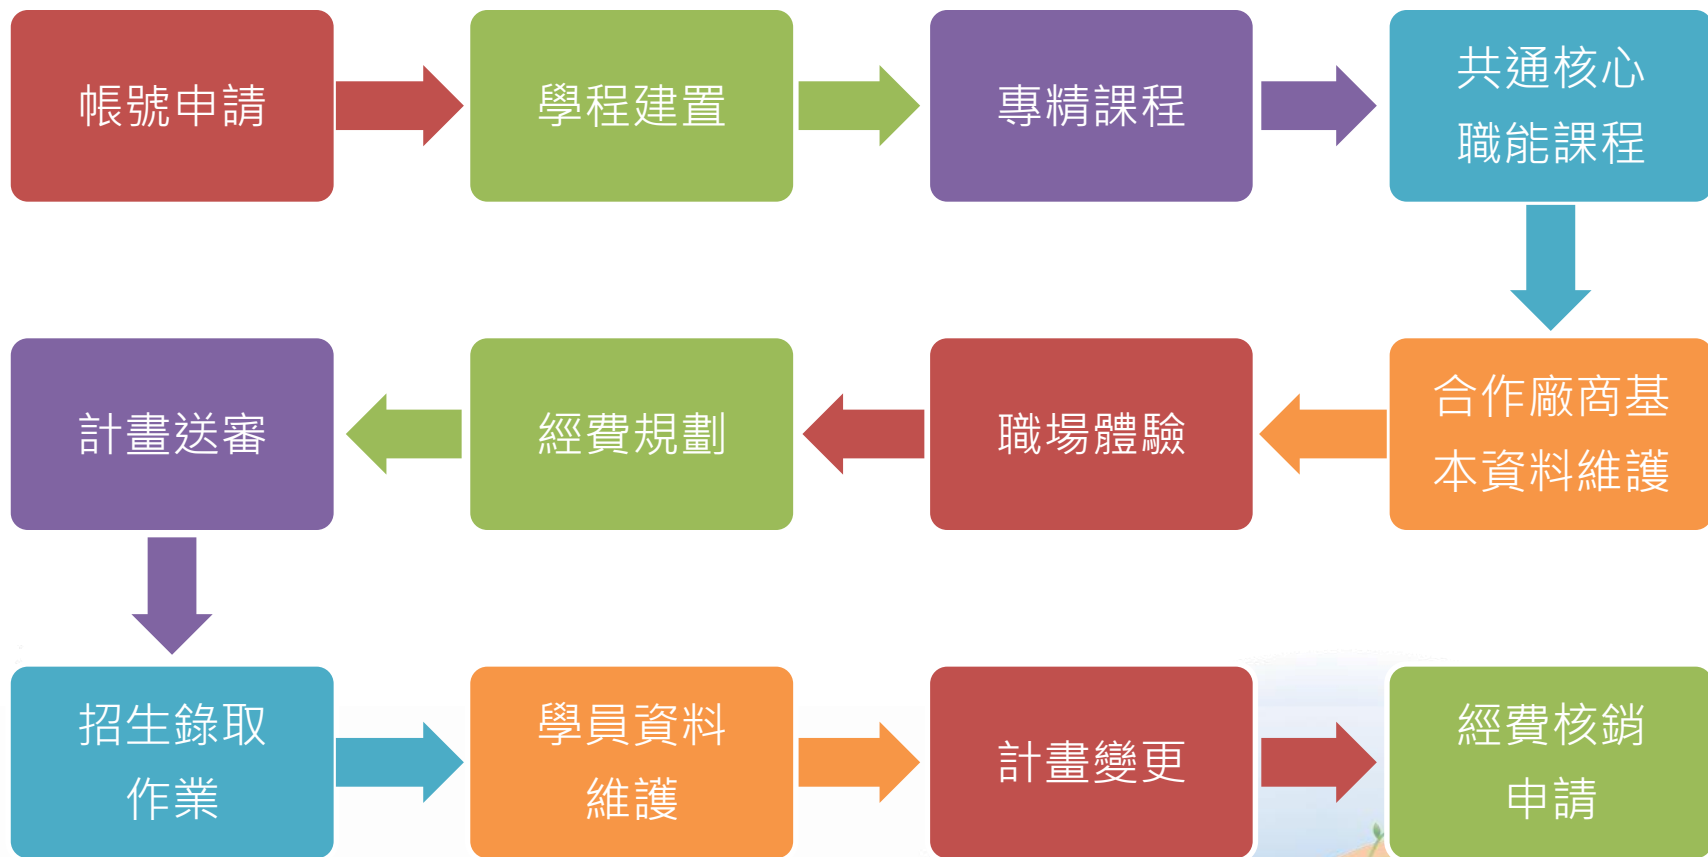 帳號申請
學程建置
專精課程
共通核心
職能課程
合作廠商基
本資料維護
職場體驗
經費規劃
計畫送審
招生錄取
作業
學員資料
維護
計畫變更
經費核銷
申請